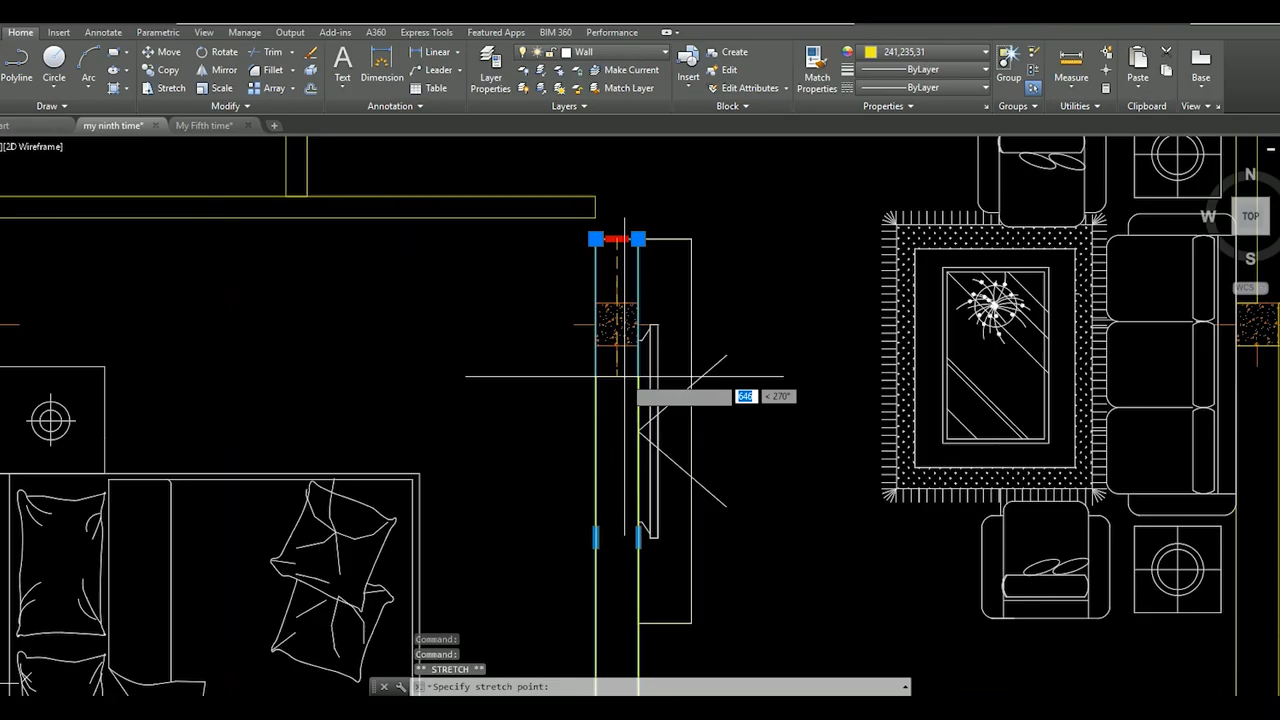 Home Insert Annotate Parametric View Manage Output Add-ins A360 Express Tools Featured Apps BIM 360 Performance
Move Rotate Trim Linear Wall 241,235,31
Create
Copy Mirror Fillet Leader Make Current Edit ByLayer
Polyline Circle Arc Text Dimension Layer Properties Insert Match Properties Group Measure Paste Base
Stretch Scale Array Table Match Layer Edit Attributes ByLayer
Draw Modify Annotation Layers Block Properties Groups Utilities Clipboard View
art my ninth time* My Fifth time*
][2D Wireframe]
N
W TOP
S
WCS
646 < 270°
Command:
Command:
** STRETCH **
Specify stretch point: